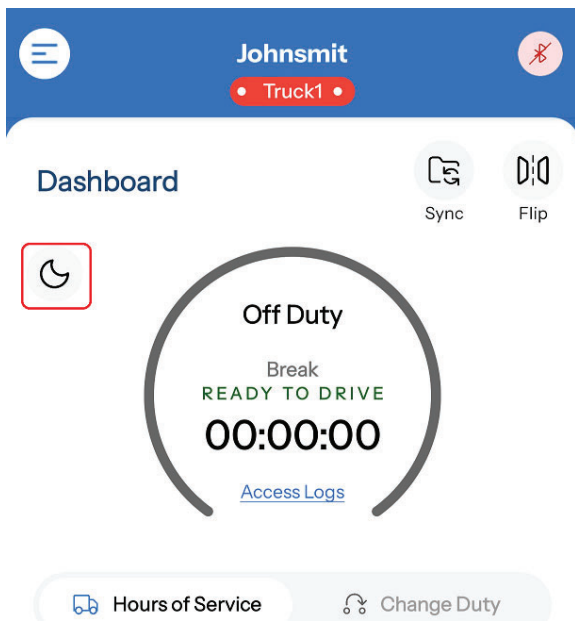 Johnsmit
Truck1
Dashboard
Sync
Flip
Off Duty
Break
READY TO DRIVE
00:00:00
Access Logs
Hours of Service
Change Duty